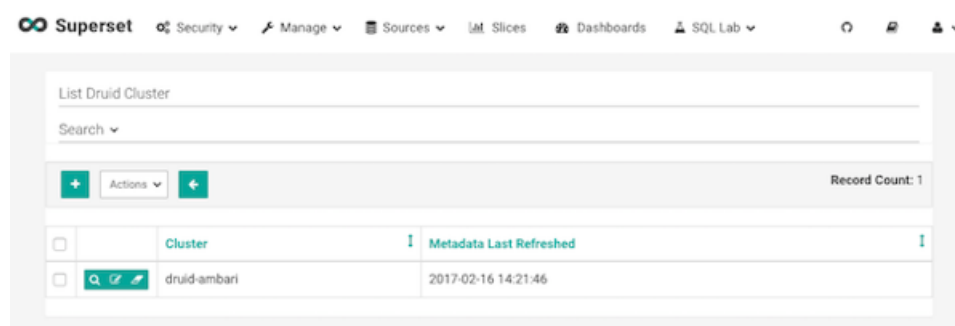 Superset Security Manage Sources Slices Dashboards SQL Lab
List Druid Cluster
Search
Actions Record Count: 1
Cluster Metadata Last Refreshed
druid-ambari 2017-02-16 14:21:46